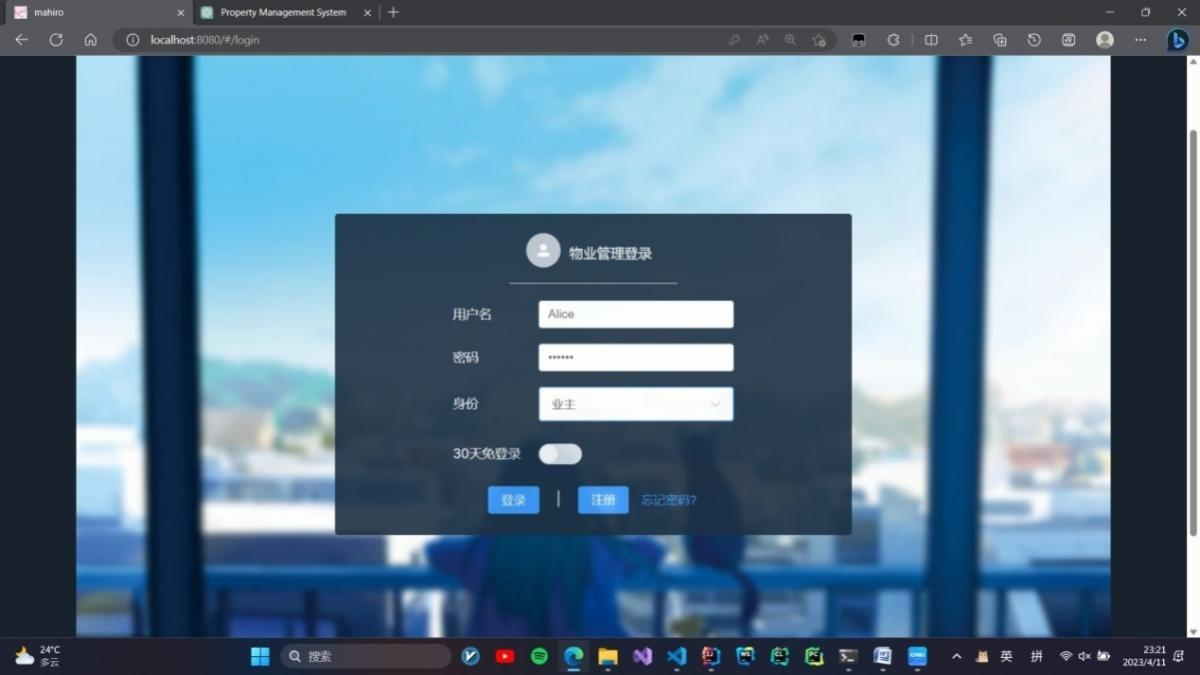 mahiro
Property Management System
localhost:8080/#/login
物业管理登录
用户名 Alice
密码 ••••••
身份 业主
30天免登录
登录 | 注册 忘记密码?
24°C
多云
搜索
英 拼
23:21
2023/4/11